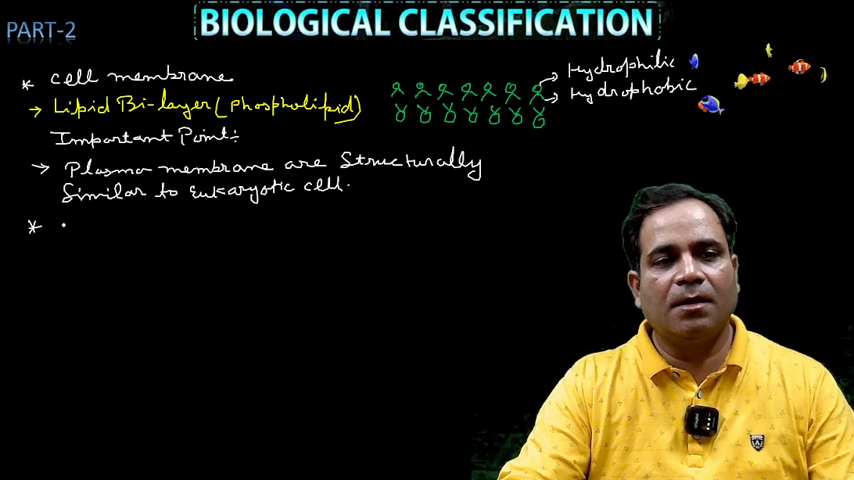 PART-2
BIOLOGICAL CLASSIFICATION
* Cell membrane
→ Lipid Bi-layer (Phospholipid)
Hydrophilic
Hydrophobic
Important Point:
→ Plasma membrane are Structurally
Similar to Eukaryotic cell.
*